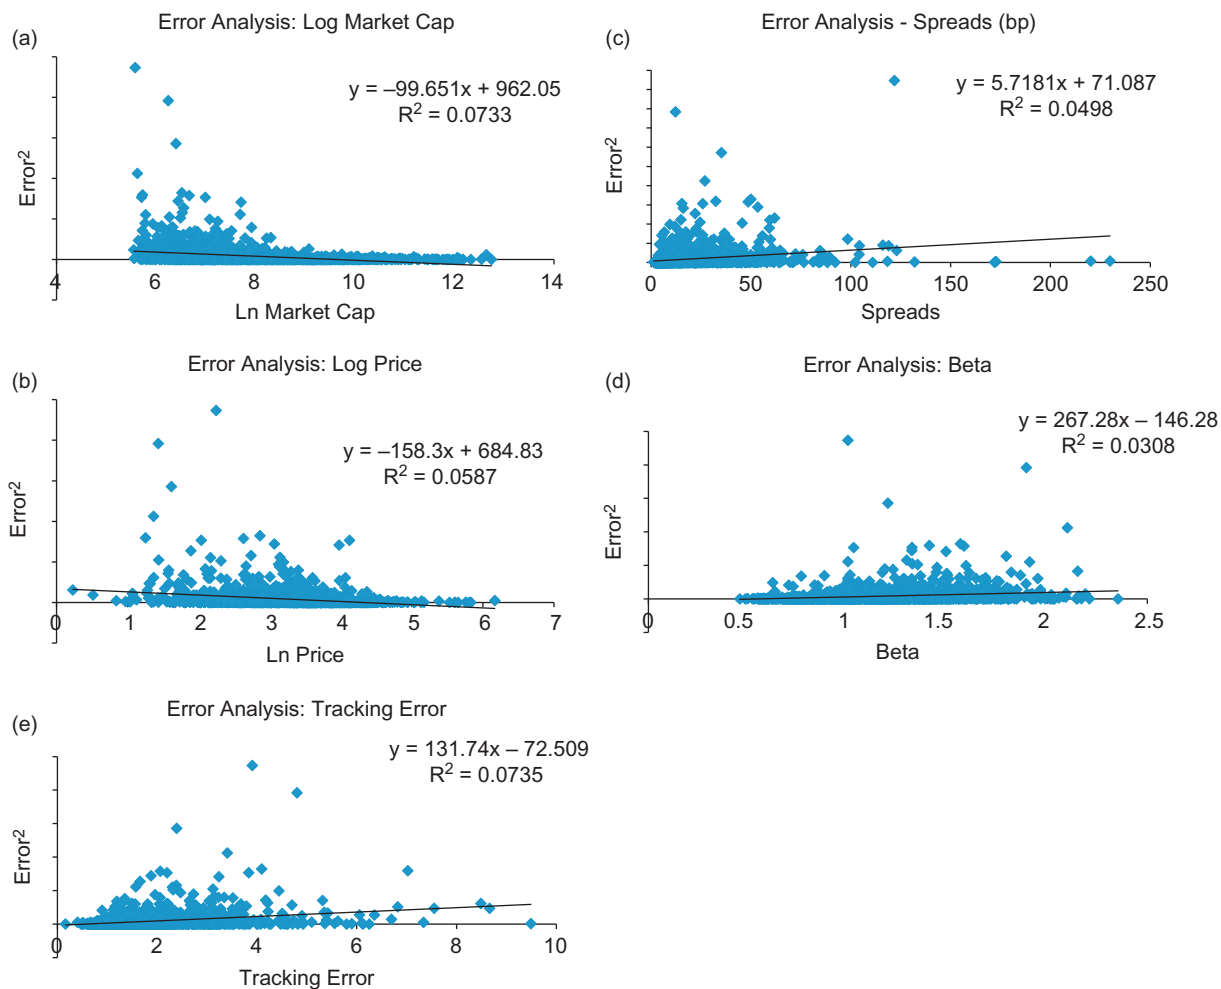 (a)
Error Analysis: Log Market Cap
y = –99.651x + 962.05
R² = 0.0733
Error²
4 6 8 10 12 14
Ln Market Cap
(c)
Error Analysis - Spreads (bp)
y = 5.7181x + 71.087
R² = 0.0498
Error²
0 50 100 150 200 250
Spreads
(b)
Error Analysis: Log Price
y = –158.3x + 684.83
R² = 0.0587
Error²
0 1 2 3 4 5 6 7
Ln Price
(d)
Error Analysis: Beta
y = 267.28x – 146.28
R² = 0.0308
Error²
0 0.5 1 1.5 2 2.5
Beta
(e)
Error Analysis: Tracking Error
y = 131.74x – 72.509
R² = 0.0735
Error²
0 2 4 6 8 10
Tracking Error